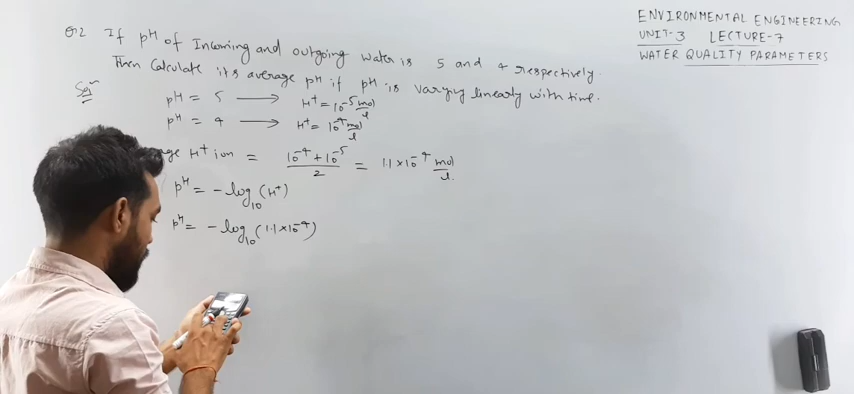 ENVIRONMENTAL ENGINEERING
UNIT-3 LECTURE-7
WATER QUALITY PARAMETERS
Q2 If pH of Incoming and outgoing water is 5 and 4 respectively.
Then Calculate its average pH if pH is varying linearly with time.
Solⁿ
pH = 5 ⟶ H⁺ = 10⁻⁵ mol/l
pH = 4 ⟶ H⁺ = 10⁻⁴ mol/l
H⁺ ion = (10⁻⁴ + 10⁻⁵)/2 = 1.1 × 10⁻⁴ mol/l.
pH = -log₁₀(H⁺)
pH = -log₁₀(1.1 × 10⁻⁴)